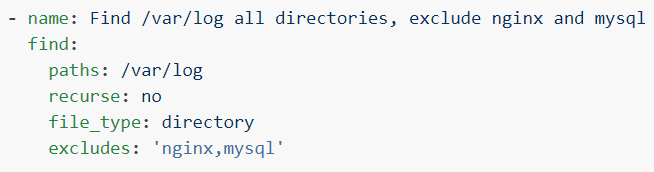 - name: Find /var/log all directories, exclude nginx and mysql
  find:
    paths: /var/log
    recurse: no
    file_type: directory
    excludes: 'nginx,mysql'